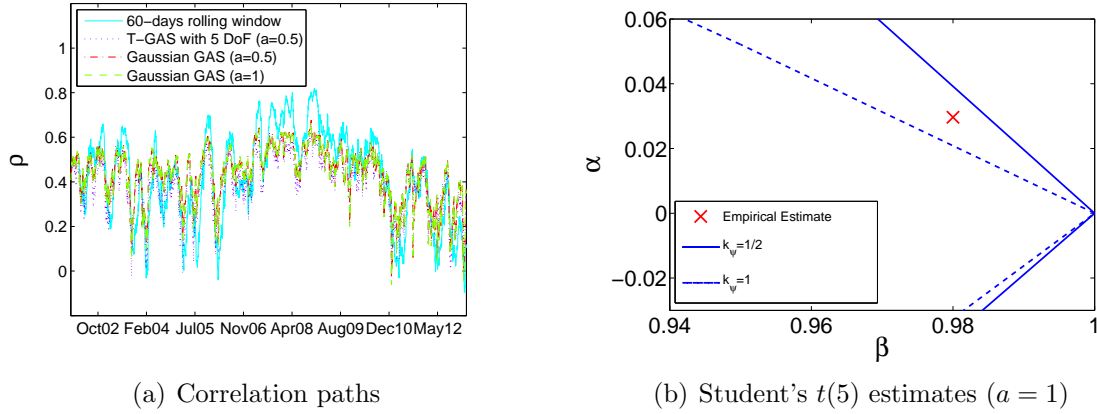 60-days rolling window
T-GAS with 5 DoF (a=0.5)
Gaussian GAS (a=0.5)
Gaussian GAS (a=1)
1
0.8
0.6
0.4
0.2
0
ρ
Oct02 Feb04 Jul05 Nov06 Apr08 Aug09 Dec10 May12
(a) Correlation paths
0.06
0.04
0.02
0
−0.02
α
Empirical Estimate
k_ψ=1/2
k_ψ=1
0.94 0.96 0.98 1
β
(b) Student's t(5) estimates (a = 1)